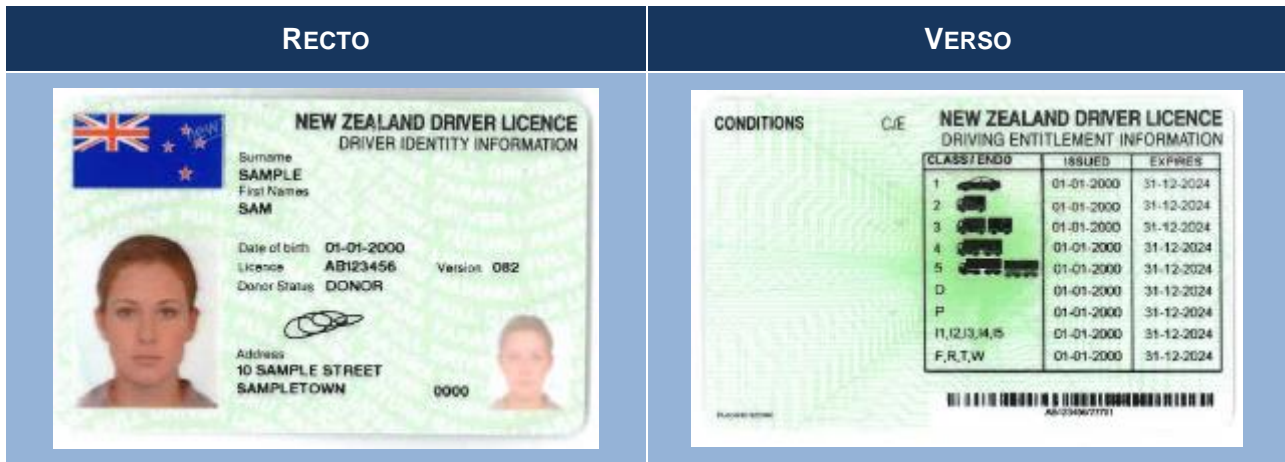 RECTO
VERSO
NEW ZEALAND DRIVER LICENCE
DRIVER IDENTITY INFORMATION
Surname
SAMPLE
First Names
SAM
Date of birth 01-01-2000
Licence AB123456 Version 082
Donor Status DONOR
Address
10 SAMPLE STREET
SAMPLETOWN 0000
CONDITIONS C/E
NEW ZEALAND DRIVER LICENCE
DRIVING ENTITLEMENT INFORMATION
CLASS / ENDO ISSUED EXPIRES
1 01-01-2000 31-12-2024
2 01-01-2000 31-12-2024
3 01-01-2000 31-12-2024
4 01-01-2000 31-12-2024
5 01-01-2000 31-12-2024
D 01-01-2000 31-12-2024
P 01-01-2000 31-12-2024
I1,I2,I3,I4,I5 01-01-2000 31-12-2024
F,R,T,W 01-01-2000 31-12-2024